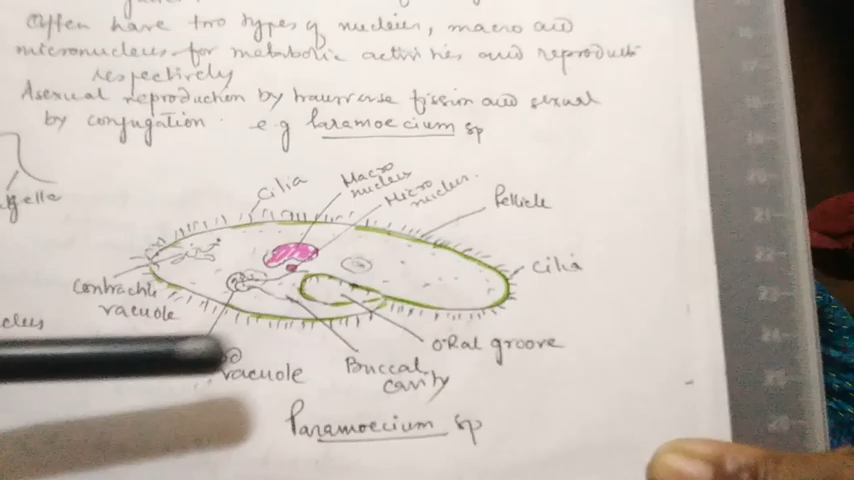 Often have two types of nucleus, macro and
micronucleus for metabolic activities and reproduct
respectively
Asexual reproduction by transverse fission and sexual
by conjugation. e.g Paramoecium sp
Cilia
Macro
nucleus
Micro nucleus.
Pellicle
Cilia
Contractile
vacuole
Oral groove
vacuole
Buccal
cavity
Paramoecium sp